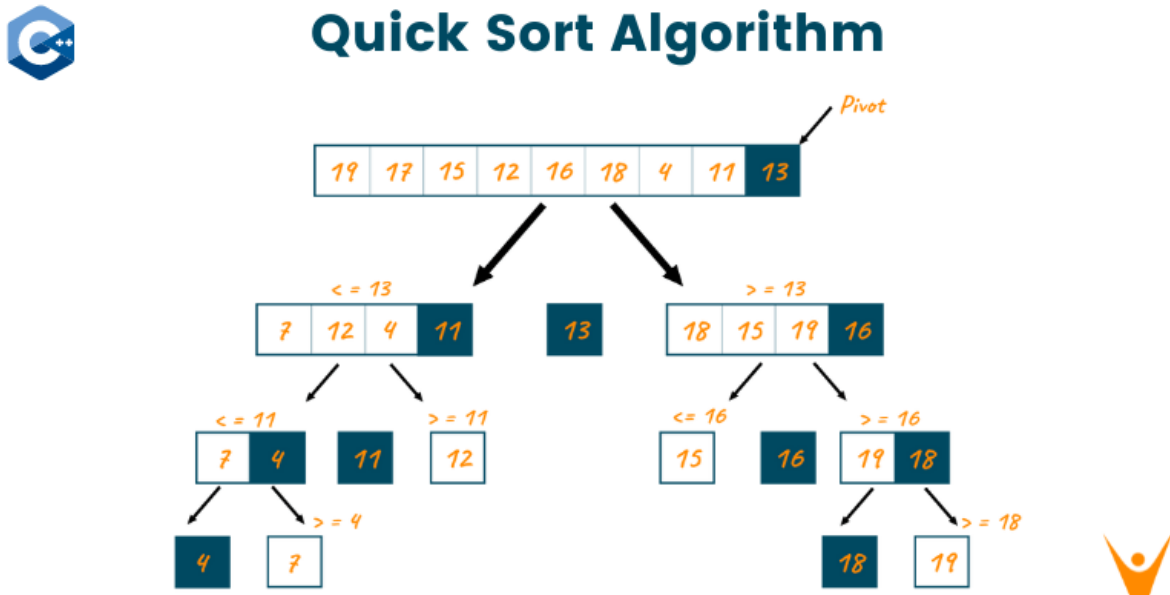 C++
Quick Sort Algorithm
Pivot
19 17 15 12 16 18 4 11 13
< = 13
> = 13
7 12 4 11
13
18 15 19 16
< = 11
> = 11
<= 16
> = 16
7 4
11
12
15
16
19 18
> = 4
> = 18
4
7
18
19